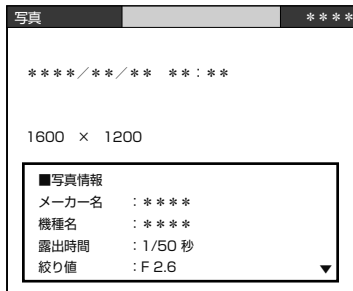 写真 ****
****/**/** **:**
1600 × 1200
■写真情報
メーカー名 :****
機種名 :****
露出時間 :1/50 秒
絞り値 :F 2.6 ▼